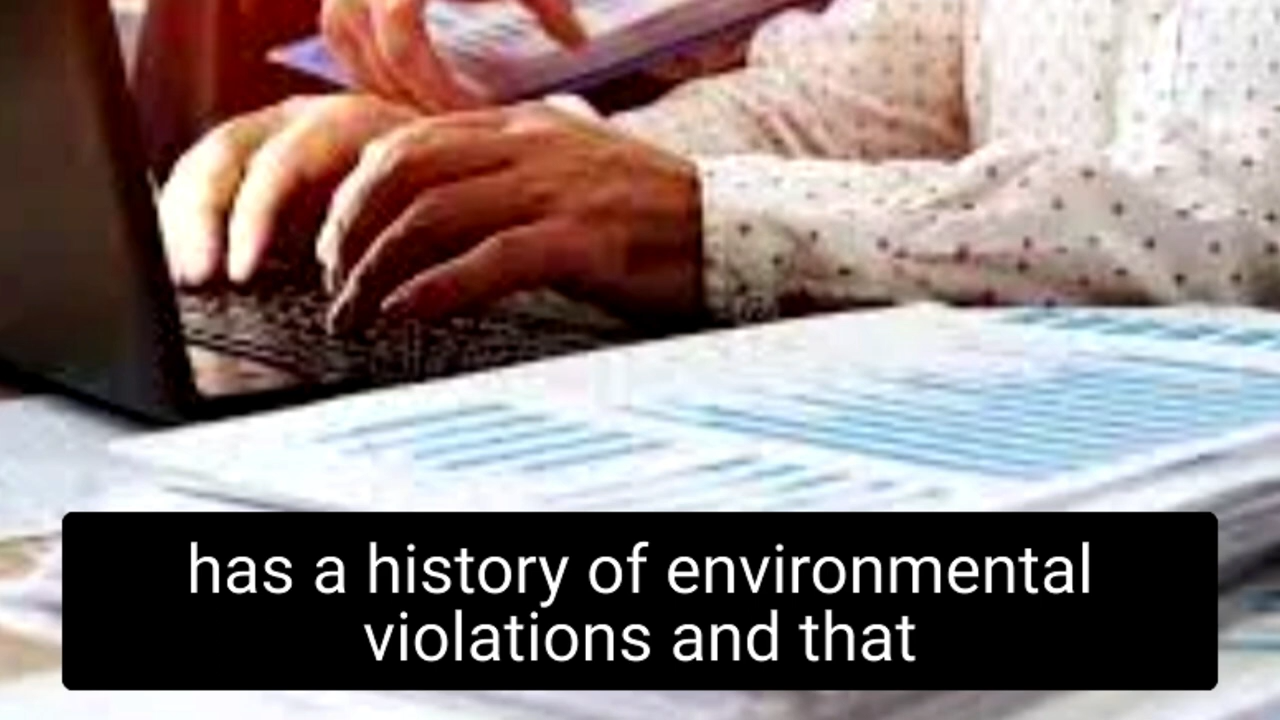 has a history of environmental
violations and that